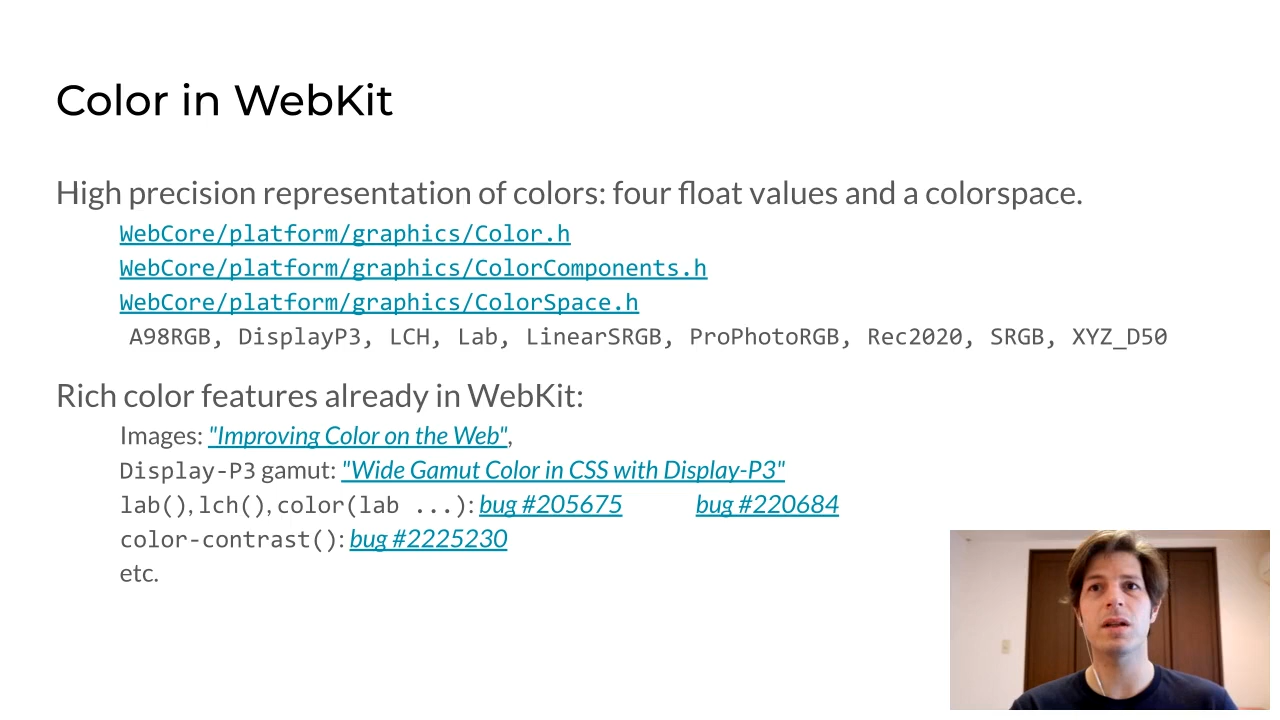 Color in WebKit
High precision representation of colors: four float values and a colorspace.
WebCore/platform/graphics/Color.h
WebCore/platform/graphics/ColorComponents.h
WebCore/platform/graphics/ColorSpace.h
A98RGB, DisplayP3, LCH, Lab, LinearSRGB, ProPhotoRGB, Rec2020, SRGB, XYZ_D50
Rich color features already in WebKit:
Images: "Improving Color on the Web",
Display-P3 gamut: "Wide Gamut Color in CSS with Display-P3"
lab(), lch(), color(lab ...): bug #205675 bug #220684
color-contrast(): bug #2225230
etc.